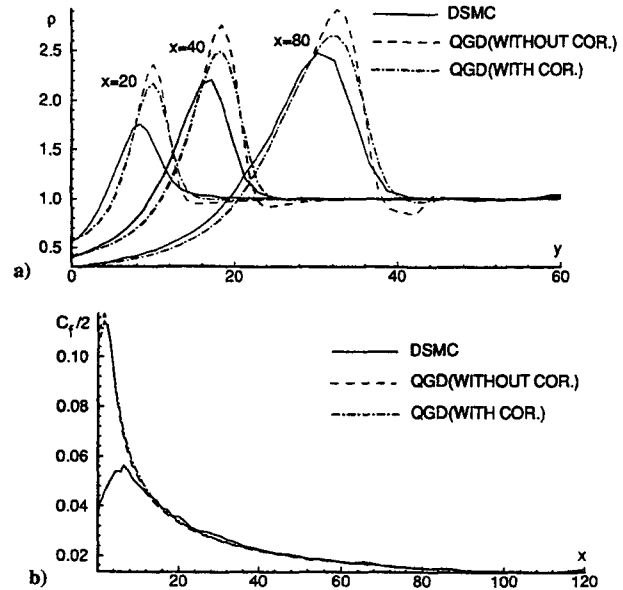 ρ
DSMC
QGD(WITHOUT COR.)
QGD(WITH COR.)
x=20
x=40
x=80
2.5
2.0
1.5
1.0
0.5
0
20
40
60
y
a)
C_f/2
DSMC
QGD(WITHOUT COR.)
QGD(WITH COR.)
0.10
0.08
0.06
0.04
0.02
20
40
60
80
100
120
x
b)